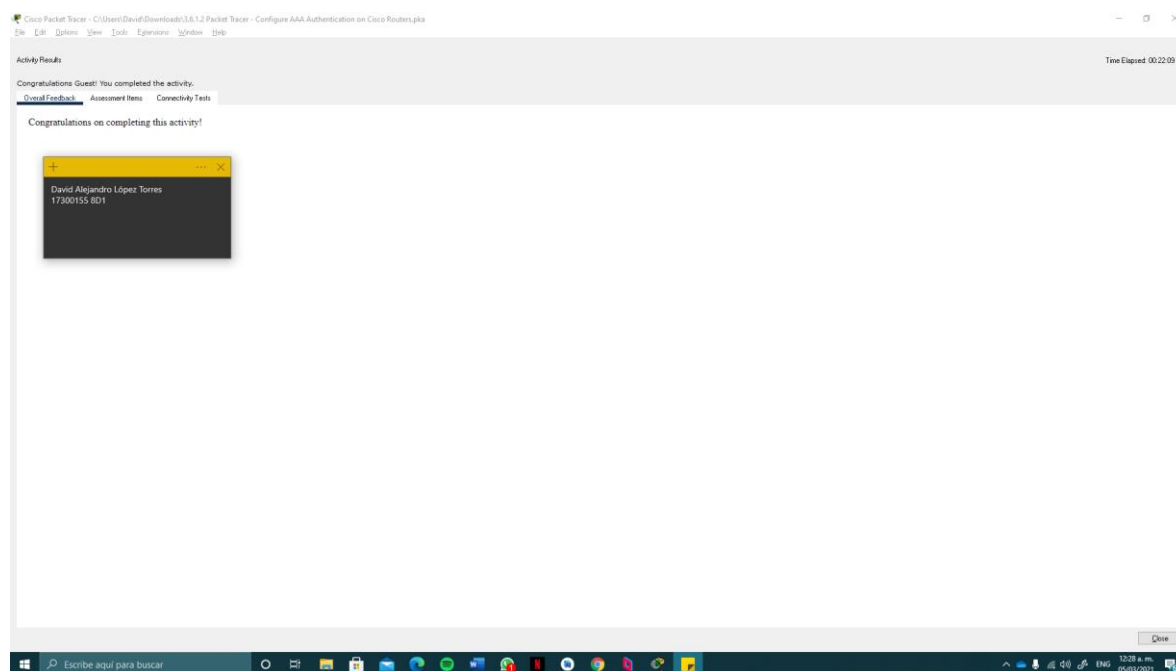 Cisco Packet Tracer - C:\Users\David\Downloads\3.6.1.2 Packet Tracer - Configure AAA Authentication on Cisco Routers.pka
File Edit Options View Tools Extensions Window Help
Activity Results
Time Elapsed: 00:22:09
Congratulations Guest! You completed the activity.
Overall Feedback Assessment Items Connectivity Tests
Congratulations on completing this activity!
David Alejandro López Torres
17300155 8D1
Close
Escribe aquí para buscar
ENG
12:28 a. m.
05/03/2021